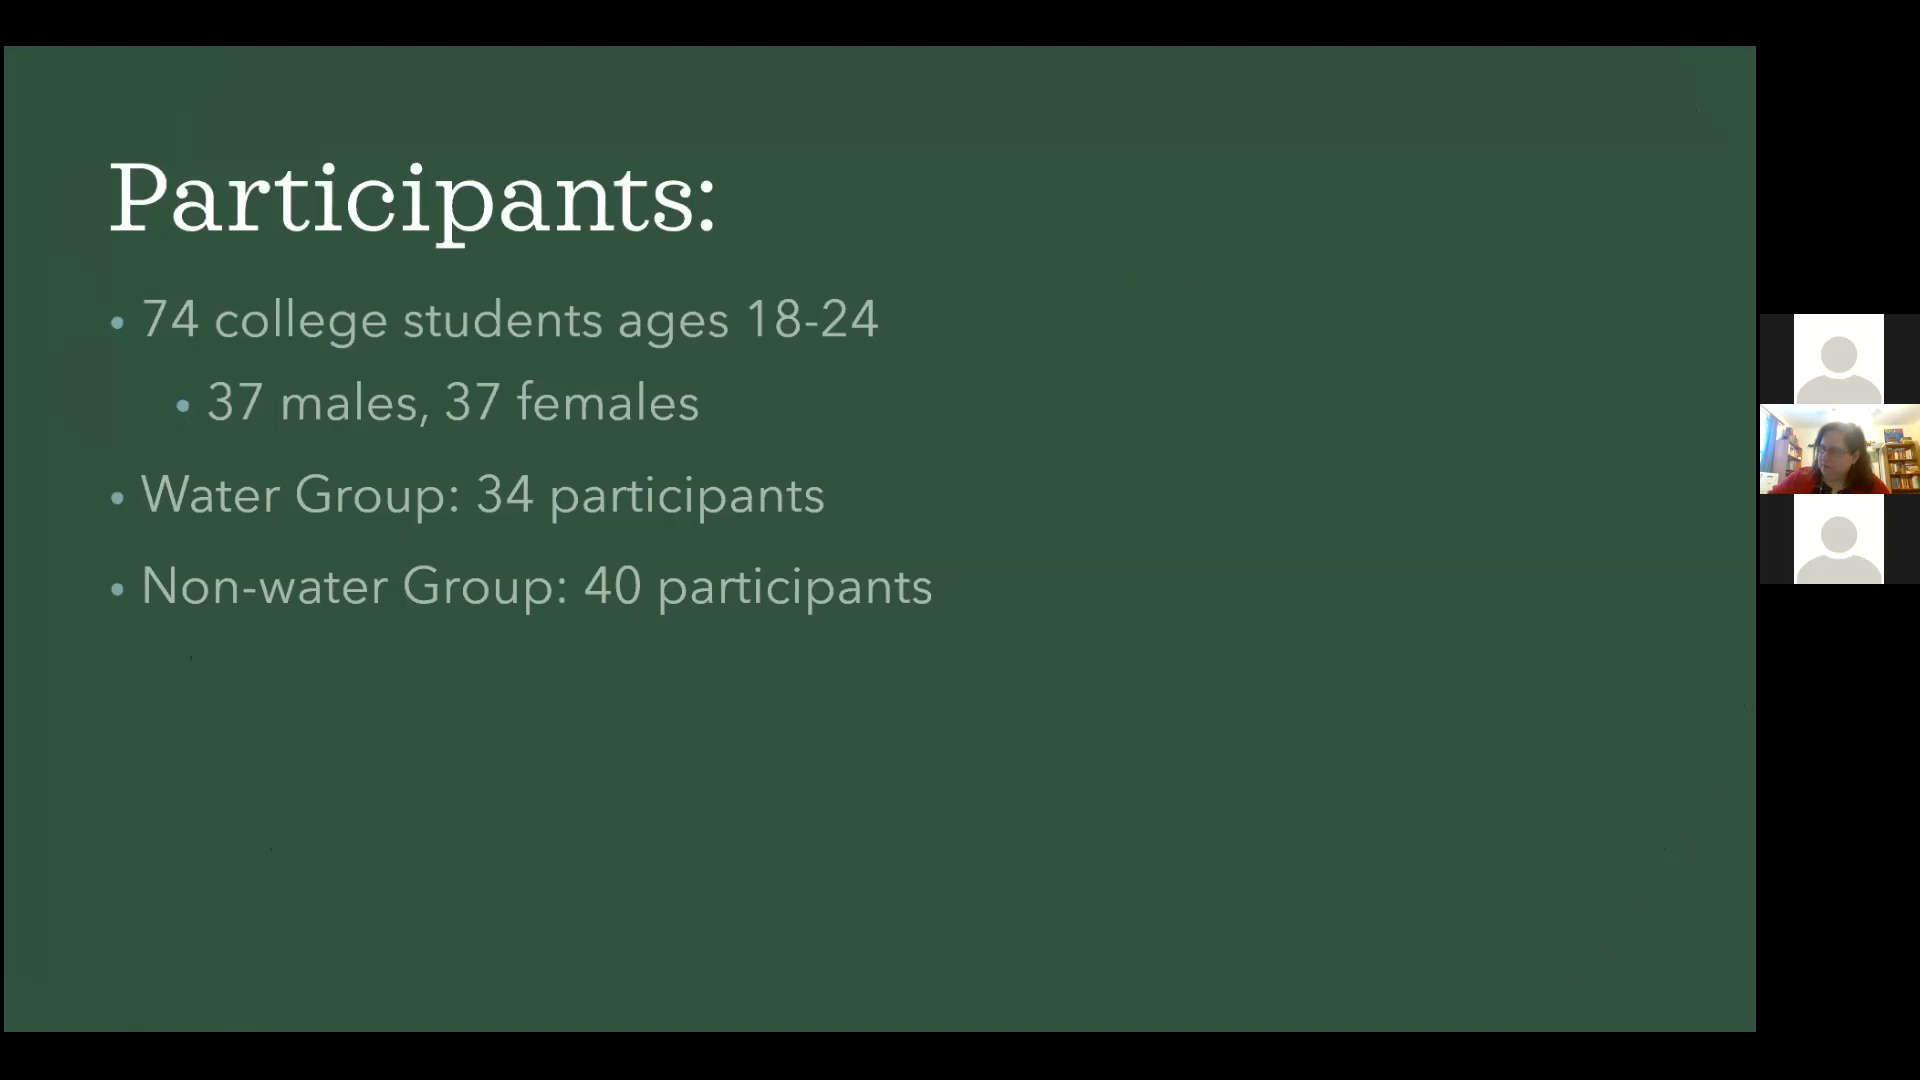 Participants:
• 74 college students ages 18-24
• 37 males, 37 females
• Water Group: 34 participants
• Non-water Group: 40 participants